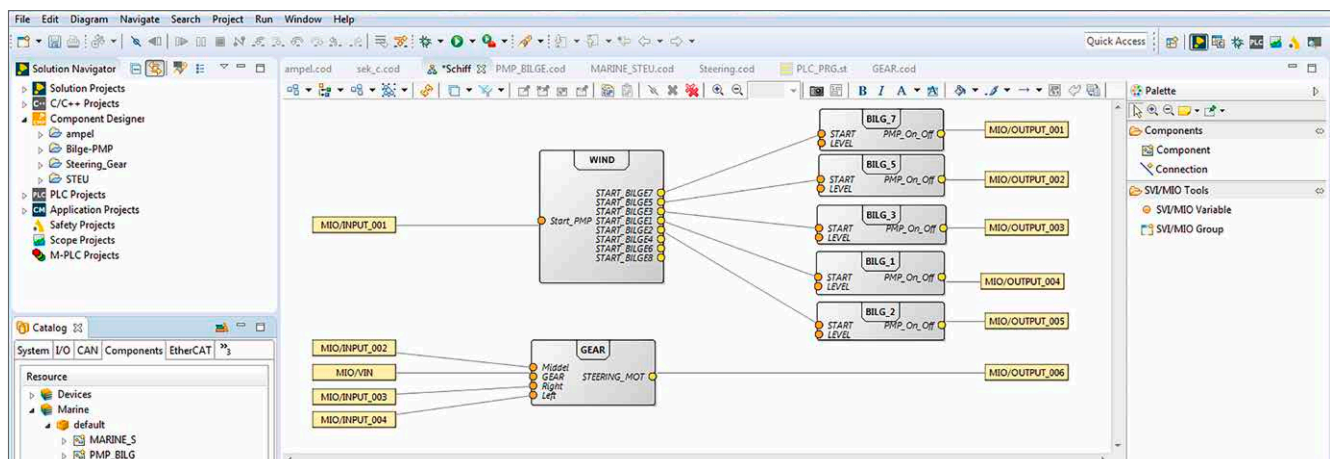 File Edit Diagram Navigate Search Project Run Window Help
Quick Access
PLC
Solution Navigator
Solution Projects
C++ C/C++ Projects
Component Designer
ampel
Bilge-PMP
Steering_Gear
STEU
PLC PLC Projects
CM Application Projects
Safety Projects
Scope Projects
M-PLC Projects
Catalog
System I/O CAN Components EtherCAT »3
Resource
Devices
Marine
default
MARINE_S
PMP_BILG
ampel.cod sek_c.cod *Schiff PMP_BILGE.cod MARINE_STEU.cod Steering.cod PLC_PRG.st GEAR.cod
B I A
MIO/INPUT_001
WIND
Start_PMP
START_BILGE7
START_BILGE5
START_BILGE3
START_BILGE1
START_BILGE2
START_BILGE4
START_BILGE6
START_BILGE8
BILG_7
START PMP_On_Off
LEVEL
MIO/OUTPUT_001
BILG_5
START PMP_On_Off
LEVEL
MIO/OUTPUT_002
BILG_3
START PMP_On_Off
LEVEL
MIO/OUTPUT_003
BILG_1
START PMP_On_Off
LEVEL
MIO/OUTPUT_004
BILG_2
START PMP_On_Off
LEVEL
MIO/OUTPUT_005
MIO/INPUT_002
MIO/VIN
MIO/INPUT_003
MIO/INPUT_004
GEAR
Middel
GEAR STEERING_MOT
Right
Left
MIO/OUTPUT_006
Palette
Components
Component
Connection
SVI/MIO Tools
SVI/MIO Variable
SVI/MIO Group